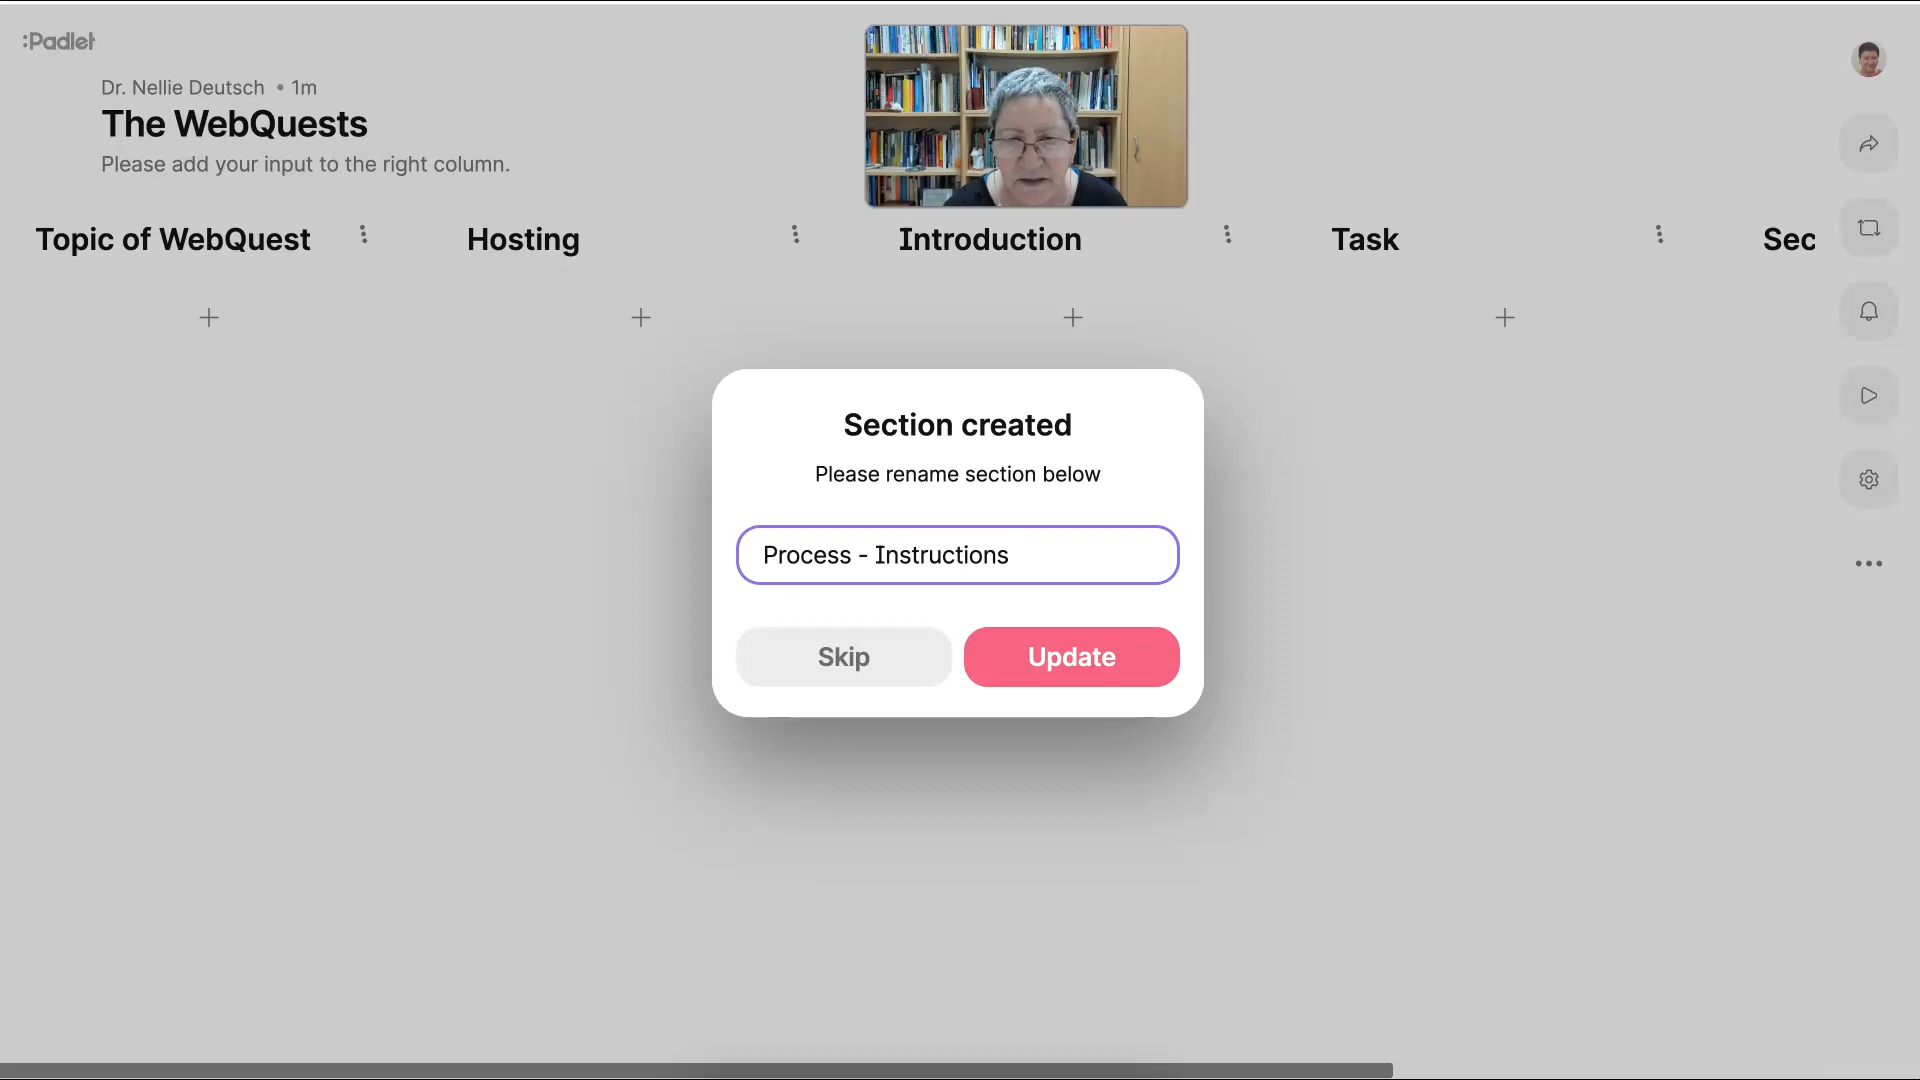 :Padlet
Dr. Nellie Deutsch • 1m
The WebQuests
Please add your input to the right column.
Topic of WebQuest
Hosting
Introduction
Task
Sec
Section created
Please rename section below
Process - Instructions
Skip
Update